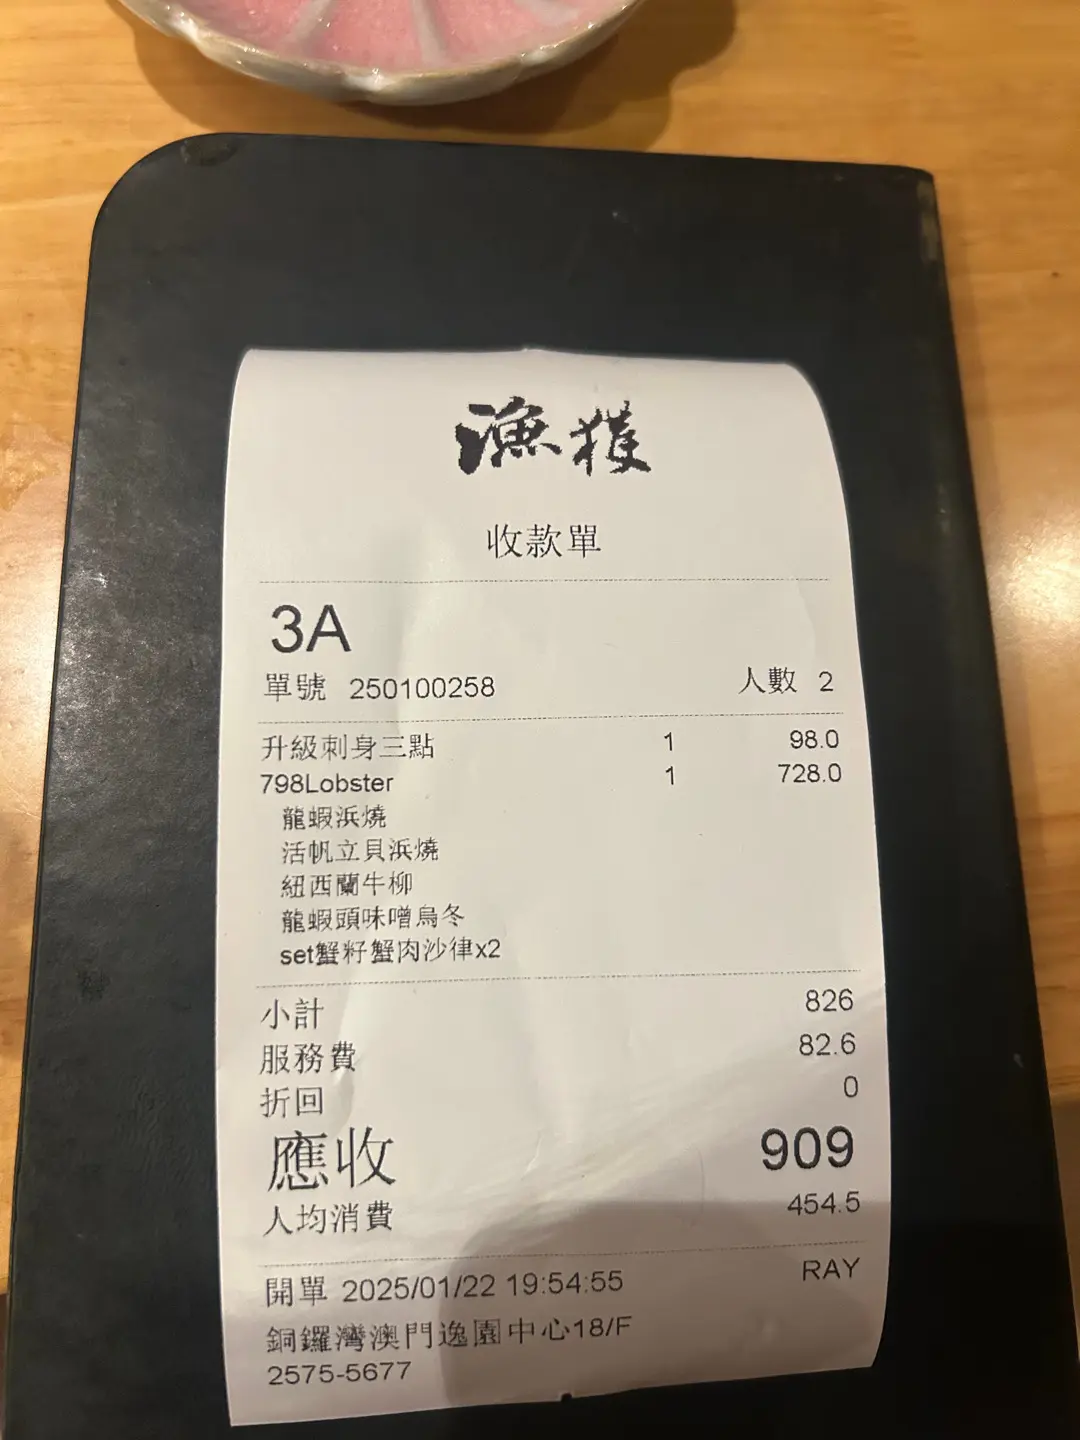 漁獲
收款單
3A
單號 250100258 人數 2
升級刺身三點 1 98.0
798Lobster 1 728.0
龍蝦浜燒
活帆立貝浜燒
紐西蘭牛柳
龍蝦頭味噌烏冬
set蟹籽蟹肉沙律x2
小計 826
服務費 82.6
折回 0
應收 909
人均消費 454.5
開單 2025/01/22 19:54:55 RAY
銅鑼灣澳門逸園中心18/F
2575-5677